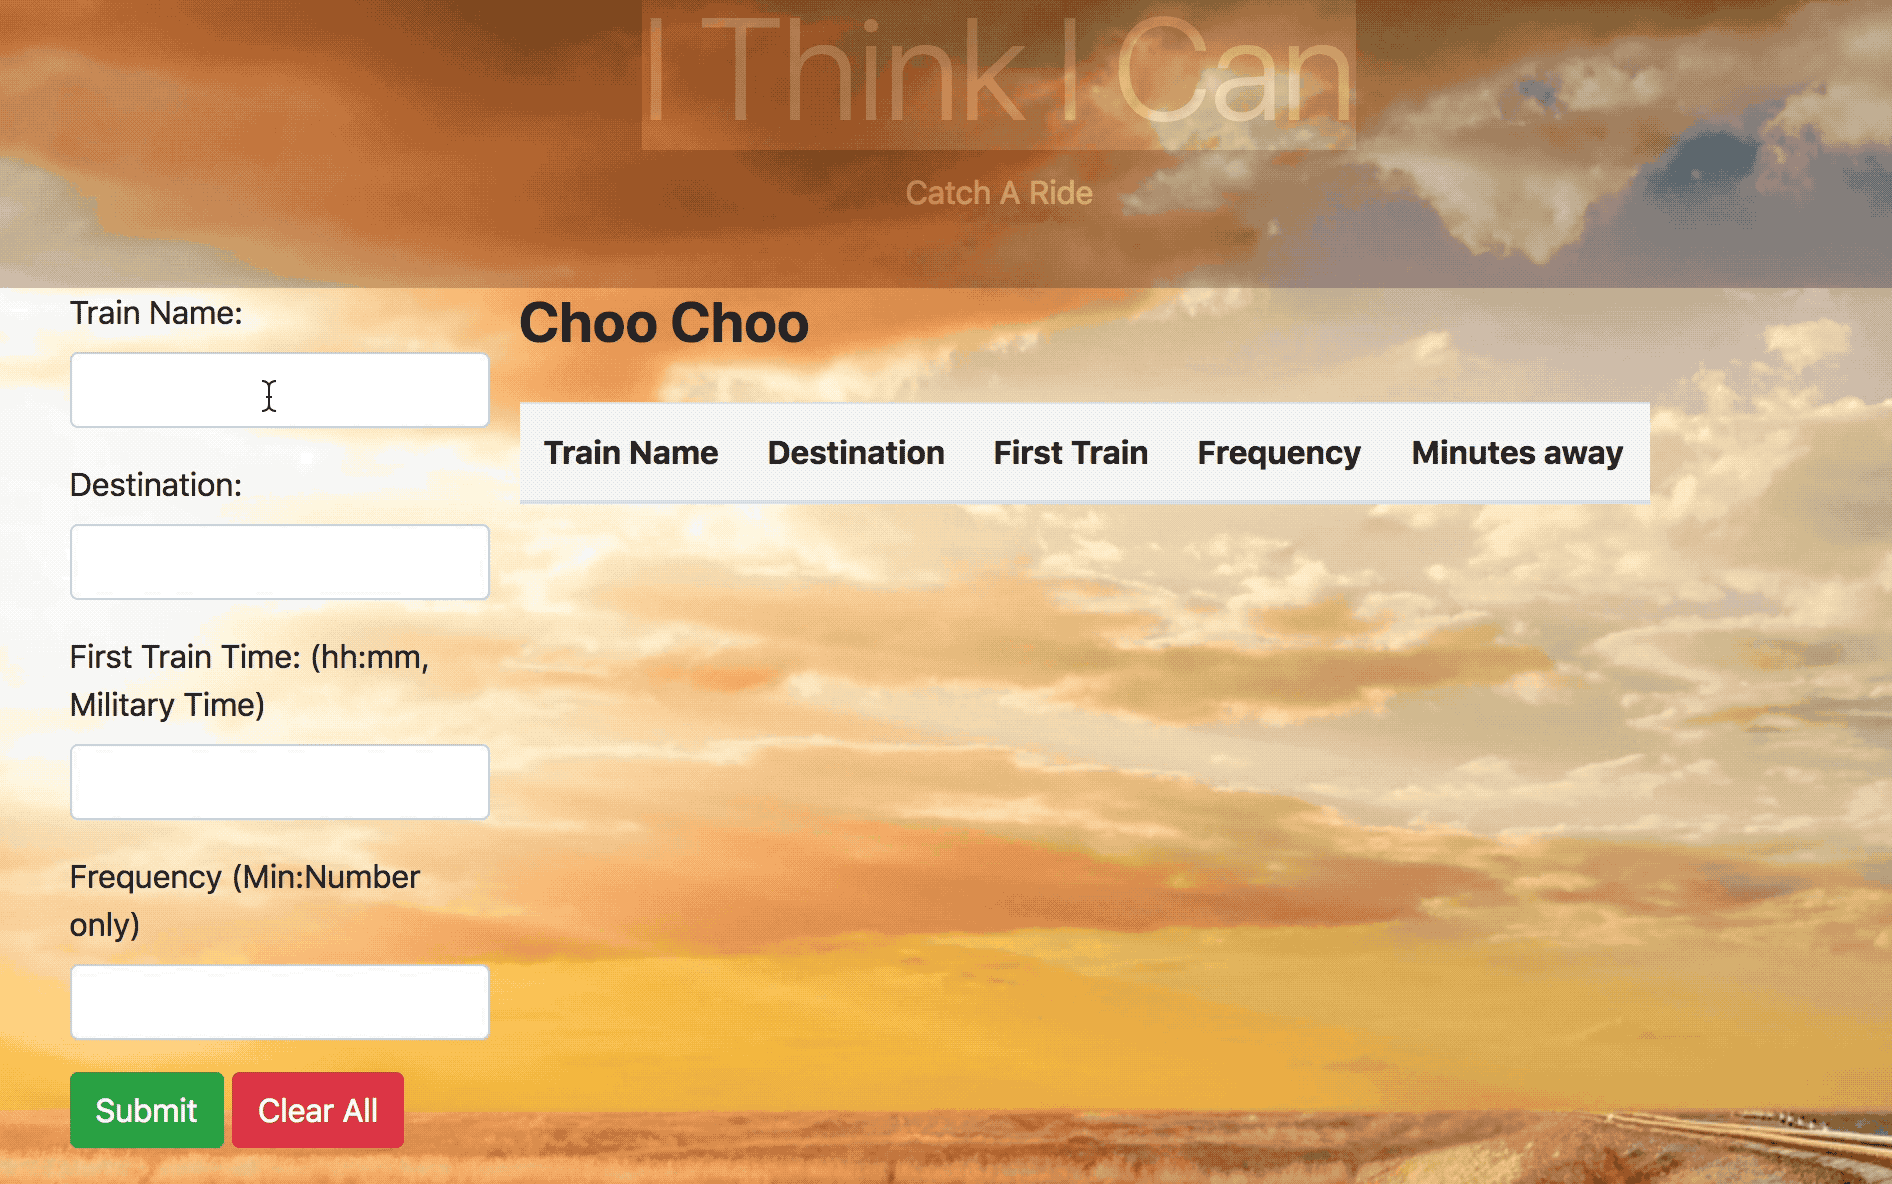 I Think I Can
Catch A Ride
Train Name:
Destination:
First Train Time: (hh:mm,
Military Time)
Frequency (Min:Number
only)
Submit Clear All
Choo Choo
Train Name Destination First Train Frequency Minutes away